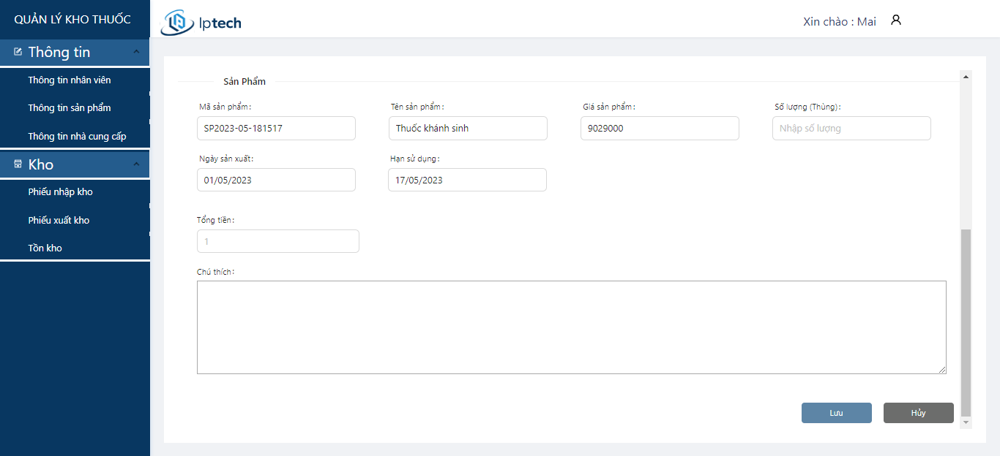 QUẢN LÝ KHO THUỐC
Iptech
Xin chào : Mai
Thông tin
Thông tin nhân viên
Thông tin sản phẩm
Thông tin nhà cung cấp
Kho
Phiếu nhập kho
Phiếu xuất kho
Tồn kho
Sản Phẩm
Mã sản phẩm: Tên sản phẩm: Giá sản phẩm: Số lượng (Thùng):
SP2023-05-181517 Thuốc khánh sinh 9029000 Nhập số lượng
Ngày sản xuất: Hạn sử dụng:
01/05/2023 17/05/2023
Tổng tiền:
1
Chú thích:
Lưu Hủy